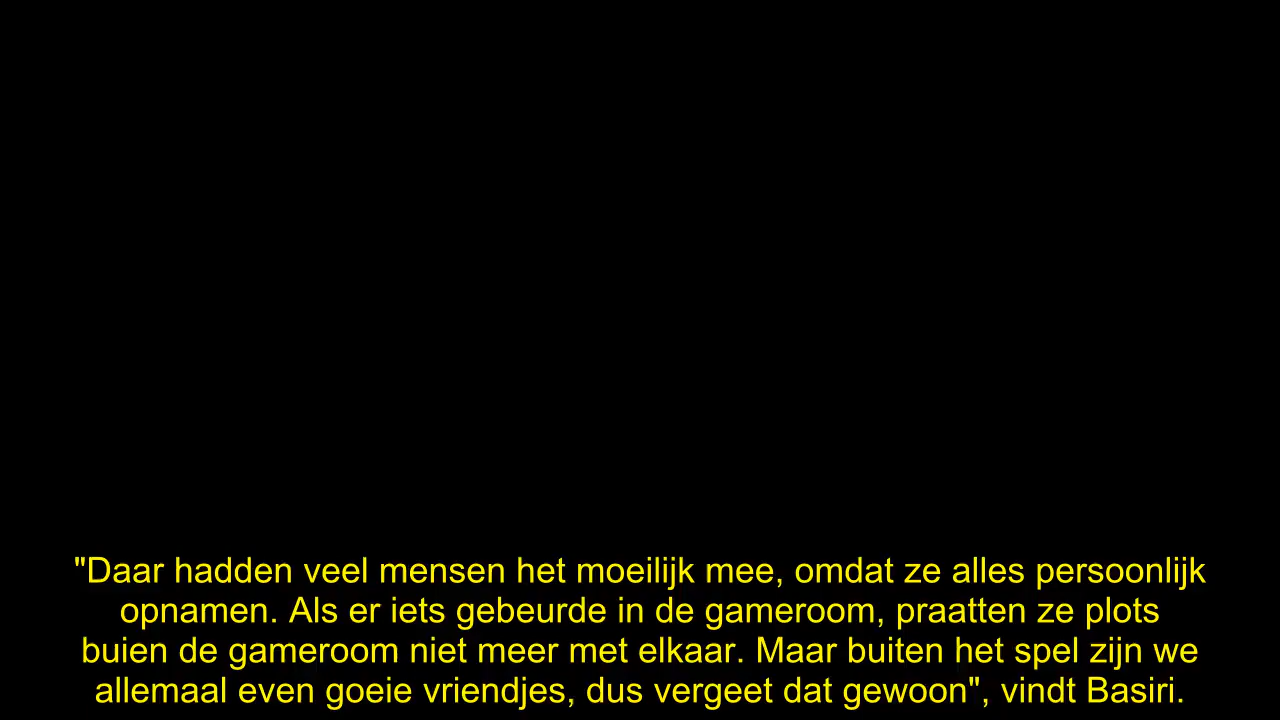 "Daar hadden veel mensen het moeilijk mee, omdat ze alles persoonlijk
opnamen. Als er iets gebeurde in de gameroom, praatten ze plots
buien de gameroom niet meer met elkaar. Maar buiten het spel zijn we
allemaal even goeie vriendjes, dus vergeet dat gewoon", vindt Basiri.